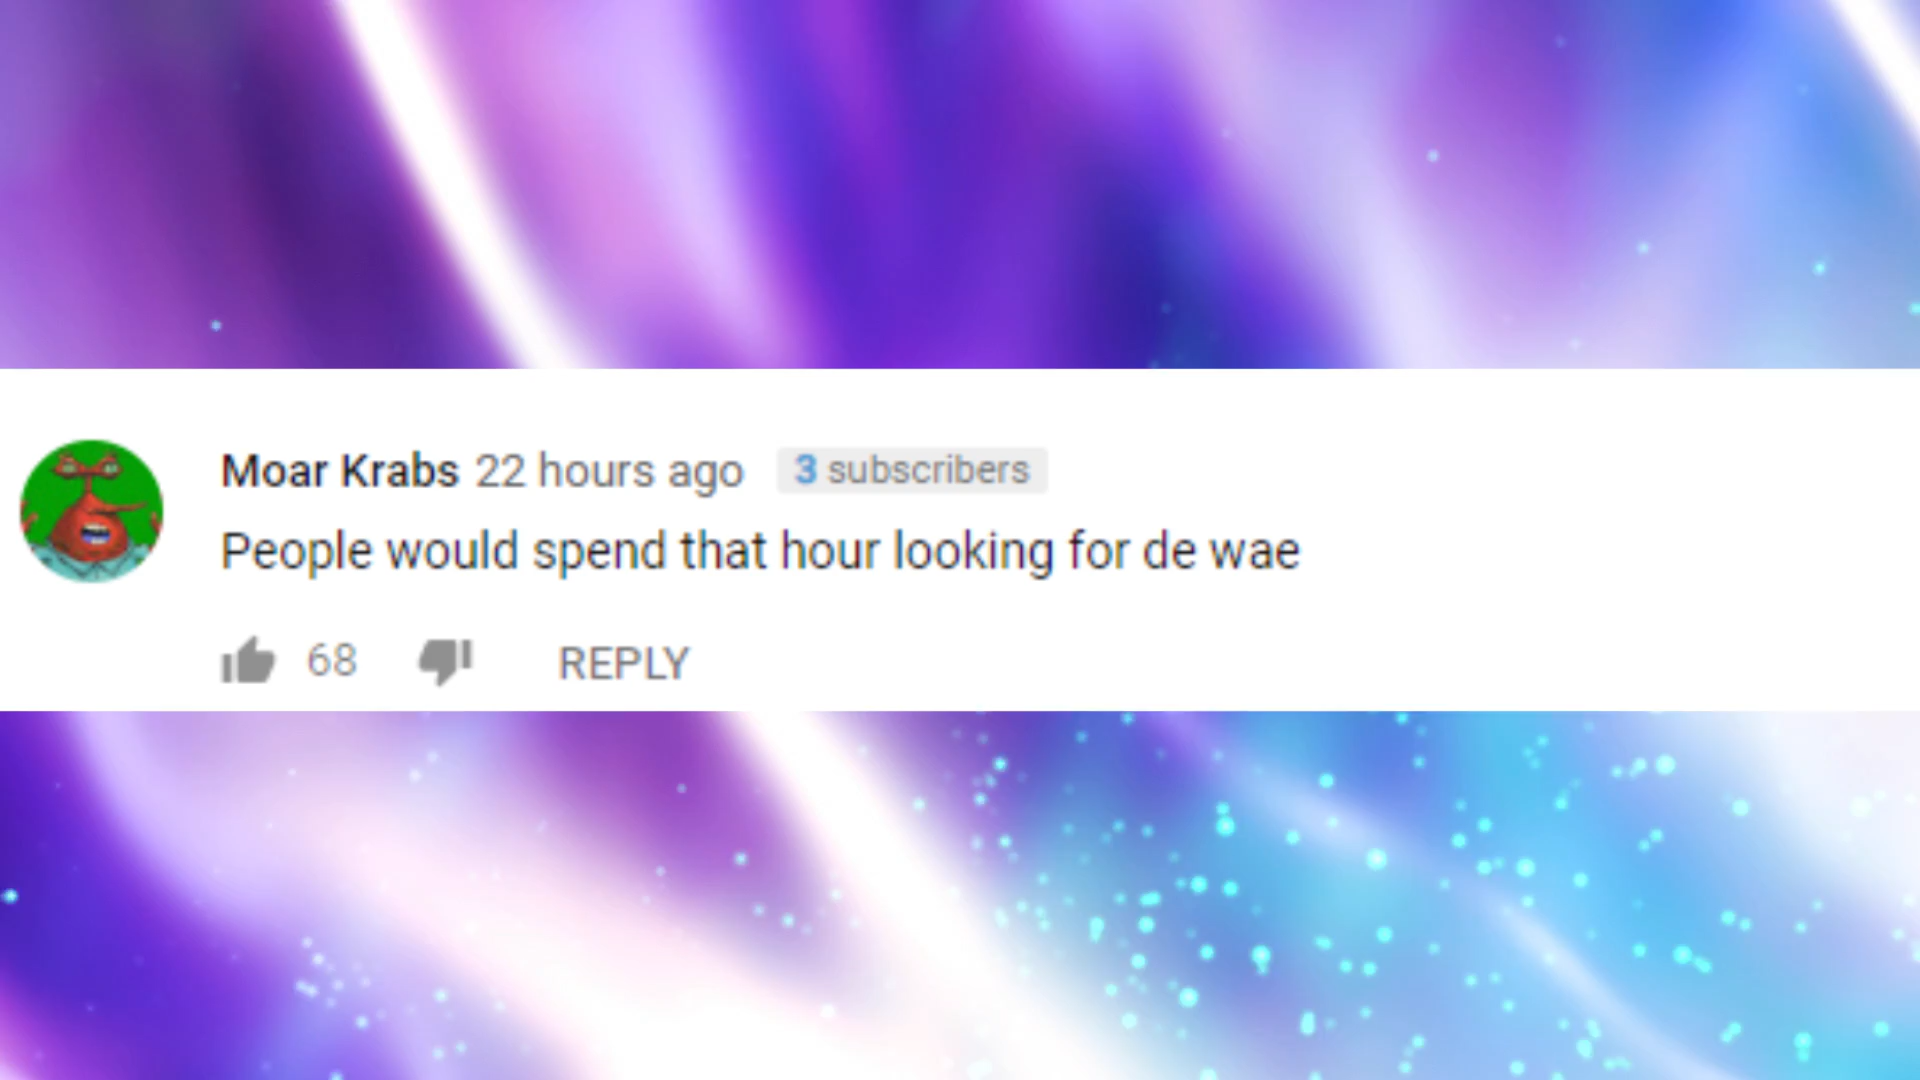 Moar Krabs 22 hours ago 3 subscribers
People would spend that hour looking for de wae
68 REPLY